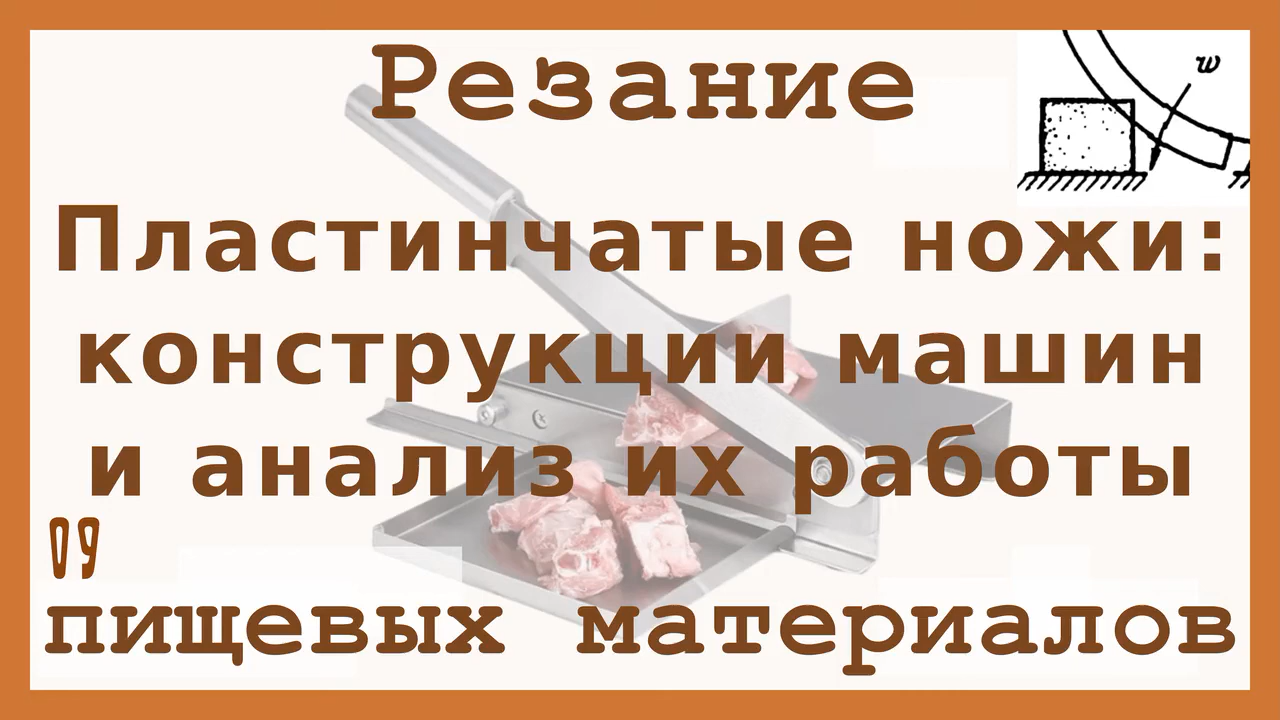 Резание
w
Пластинчатые ножи:
конструкции машин
и анализ их работы
09
пищевых материалов